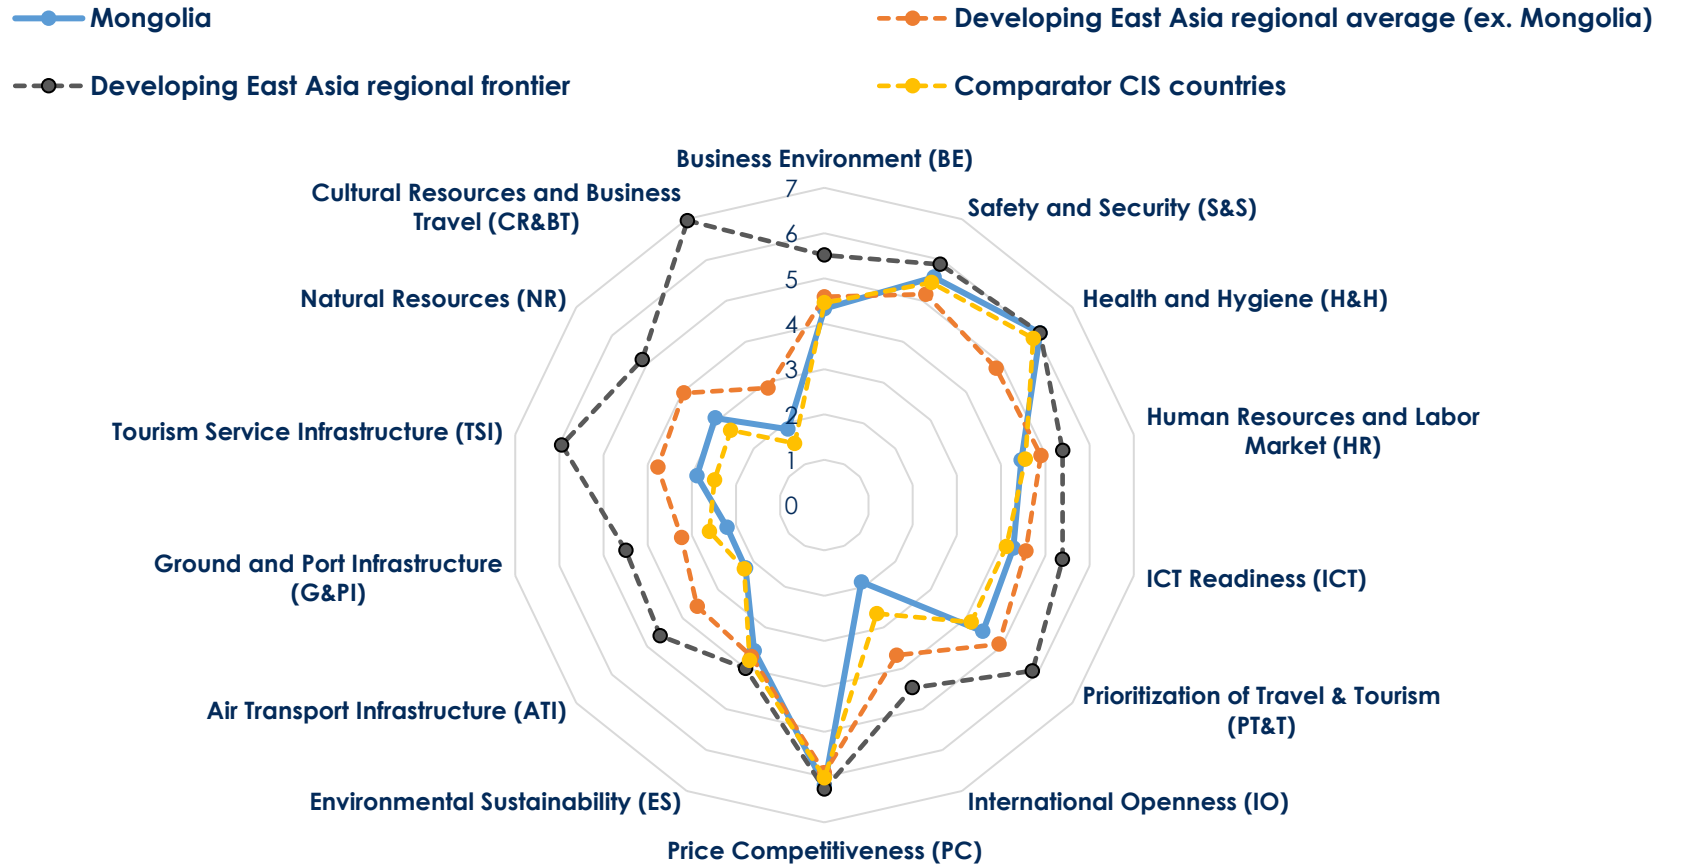 Mongolia
Developing East Asia regional average (ex. Mongolia)
Developing East Asia regional frontier
Comparator CIS countries
Business Environment (BE)
Safety and Security (S&S)
Health and Hygiene (H&H)
Human Resources and Labor
Market (HR)
ICT Readiness (ICT)
Prioritization of Travel & Tourism
(PT&T)
International Openness (IO)
Price Competitiveness (PC)
Environmental Sustainability (ES)
Air Transport Infrastructure (ATI)
Ground and Port Infrastructure
(G&PI)
Tourism Service Infrastructure (TSI)
Natural Resources (NR)
Cultural Resources and Business
Travel (CR&BT)
7
6
5
4
3
2
1
0